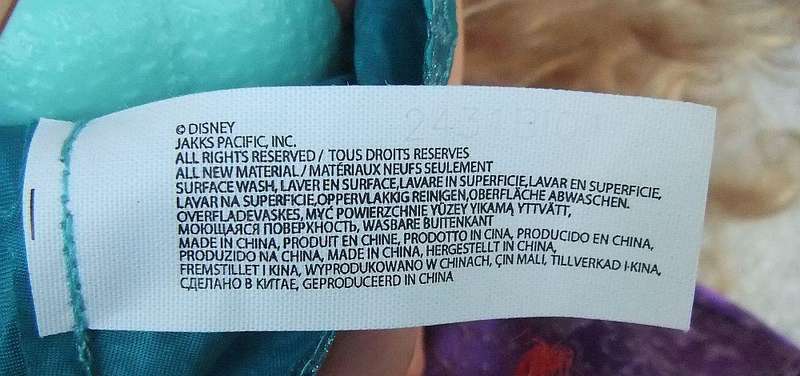 © DISNEY
JAKKS PACIFIC, INC.
ALL RIGHTS RESERVED / TOUS DROITS RESERVES
ALL NEW MATERIAL / MATÉRIAUX NEUFS SEULEMENT
SURFACE WASH, LAVER EN SURFACE,LAVARE IN SUPERFICIE,LAVAR EN SUPERFICIE,
LAVAR NA SUPERFÍCIE,OPPERVLAKKIG REINIGEN,OBERFLÄCHE ABWASCHEN.
OVERFLADEVASKES, MYĆ POWIERZCHNIE YÜZEY YIKAMA YTTVÄTT,
МОЮЩАЯСЯ ПОВЕРХНОСТЬ, WASBARE BUITENKANT
MADE IN CHINA, PRODUIT EN CHINE, PRODOTTO IN CINA, PRODUCIDO EN CHINA,
PRODUZIDO NA CHINA, MADE IN CHINA, HERGESTELLT IN CHINA,
FREMSTILLET I KINA, WYPRODUKOWANO W CHINACH, ÇIN MALI, TILLVERKAD I·KINA,
СДЕЛАНО В КИТАЕ, GEPRODUCEERD IN CHINA